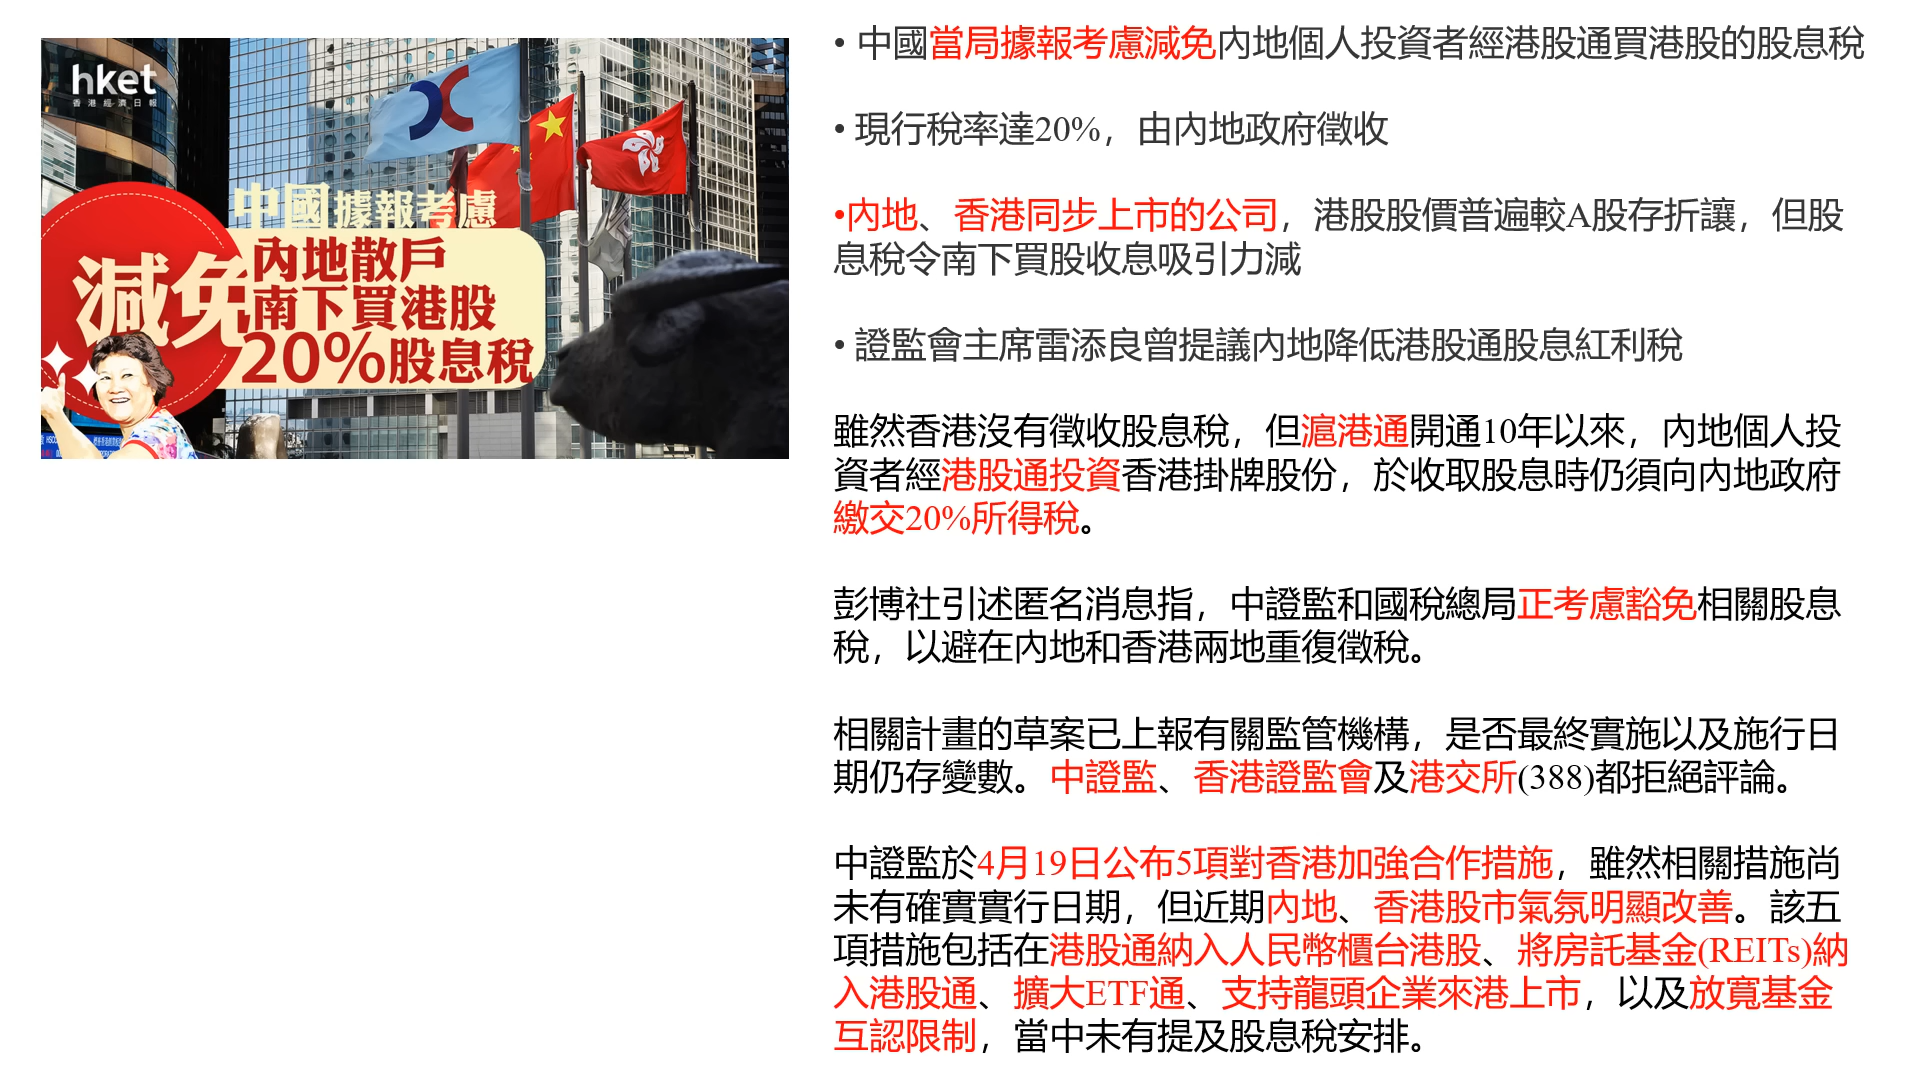 hket
香港經濟日報
中國據報考慮
減免
內地散戶
南下買港股
20%股息稅
• 中國當局據報考慮減免內地個人投資者經港股通買港股的股息稅
• 現行稅率達20%，由內地政府徵收
•內地、香港同步上市的公司，港股股價普遍較A股存折讓，但股
息稅令南下買股收息吸引力減
• 證監會主席雷添良曾提議內地降低港股通股息紅利稅
雖然香港沒有徵收股息稅，但滬港通開通10年以來，內地個人投
資者經港股通投資香港掛牌股份，於收取股息時仍須向內地政府
繳交20%所得稅。
彭博社引述匿名消息指，中證監和國稅總局正考慮豁免相關股息
稅，以避在內地和香港兩地重復徵稅。
相關計畫的草案已上報有關監管機構，是否最終實施以及施行日
期仍存變數。中證監、香港證監會及港交所(388)都拒絕評論。
中證監於4月19日公布5項對香港加強合作措施，雖然相關措施尚
未有確實實行日期，但近期內地、香港股市氣氛明顯改善。該五
項措施包括在港股通納入人民幣櫃台港股、將房託基金(REITs)納
入港股通、擴大ETF通、支持龍頭企業來港上市，以及放寬基金
互認限制，當中未有提及股息稅安排。